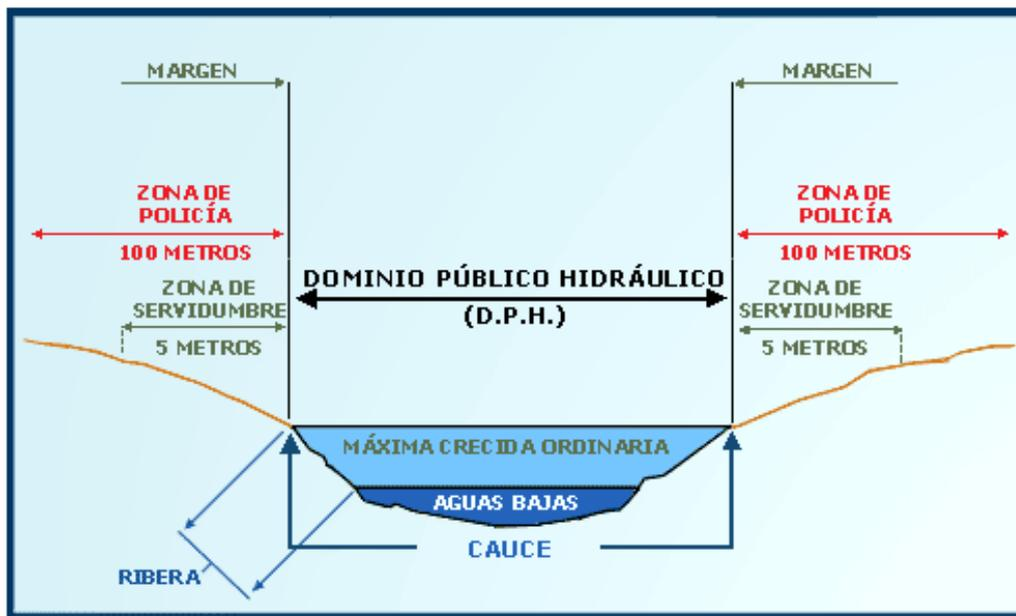 MARGEN
MARGEN
ZONA DE
POLICÍA
100 METROS
ZONA DE
POLICÍA
100 METROS
DOMINIO PÚBLICO HIDRÁULICO
(D.P.H.)
ZONA DE
SERVIDUMBRE
5 METROS
ZONA DE
SERVIDUMBRE
5 METROS
MÁXIMA CRECIDA ORDINARIA
AGUAS BAJAS
CAUCE
RIBERA